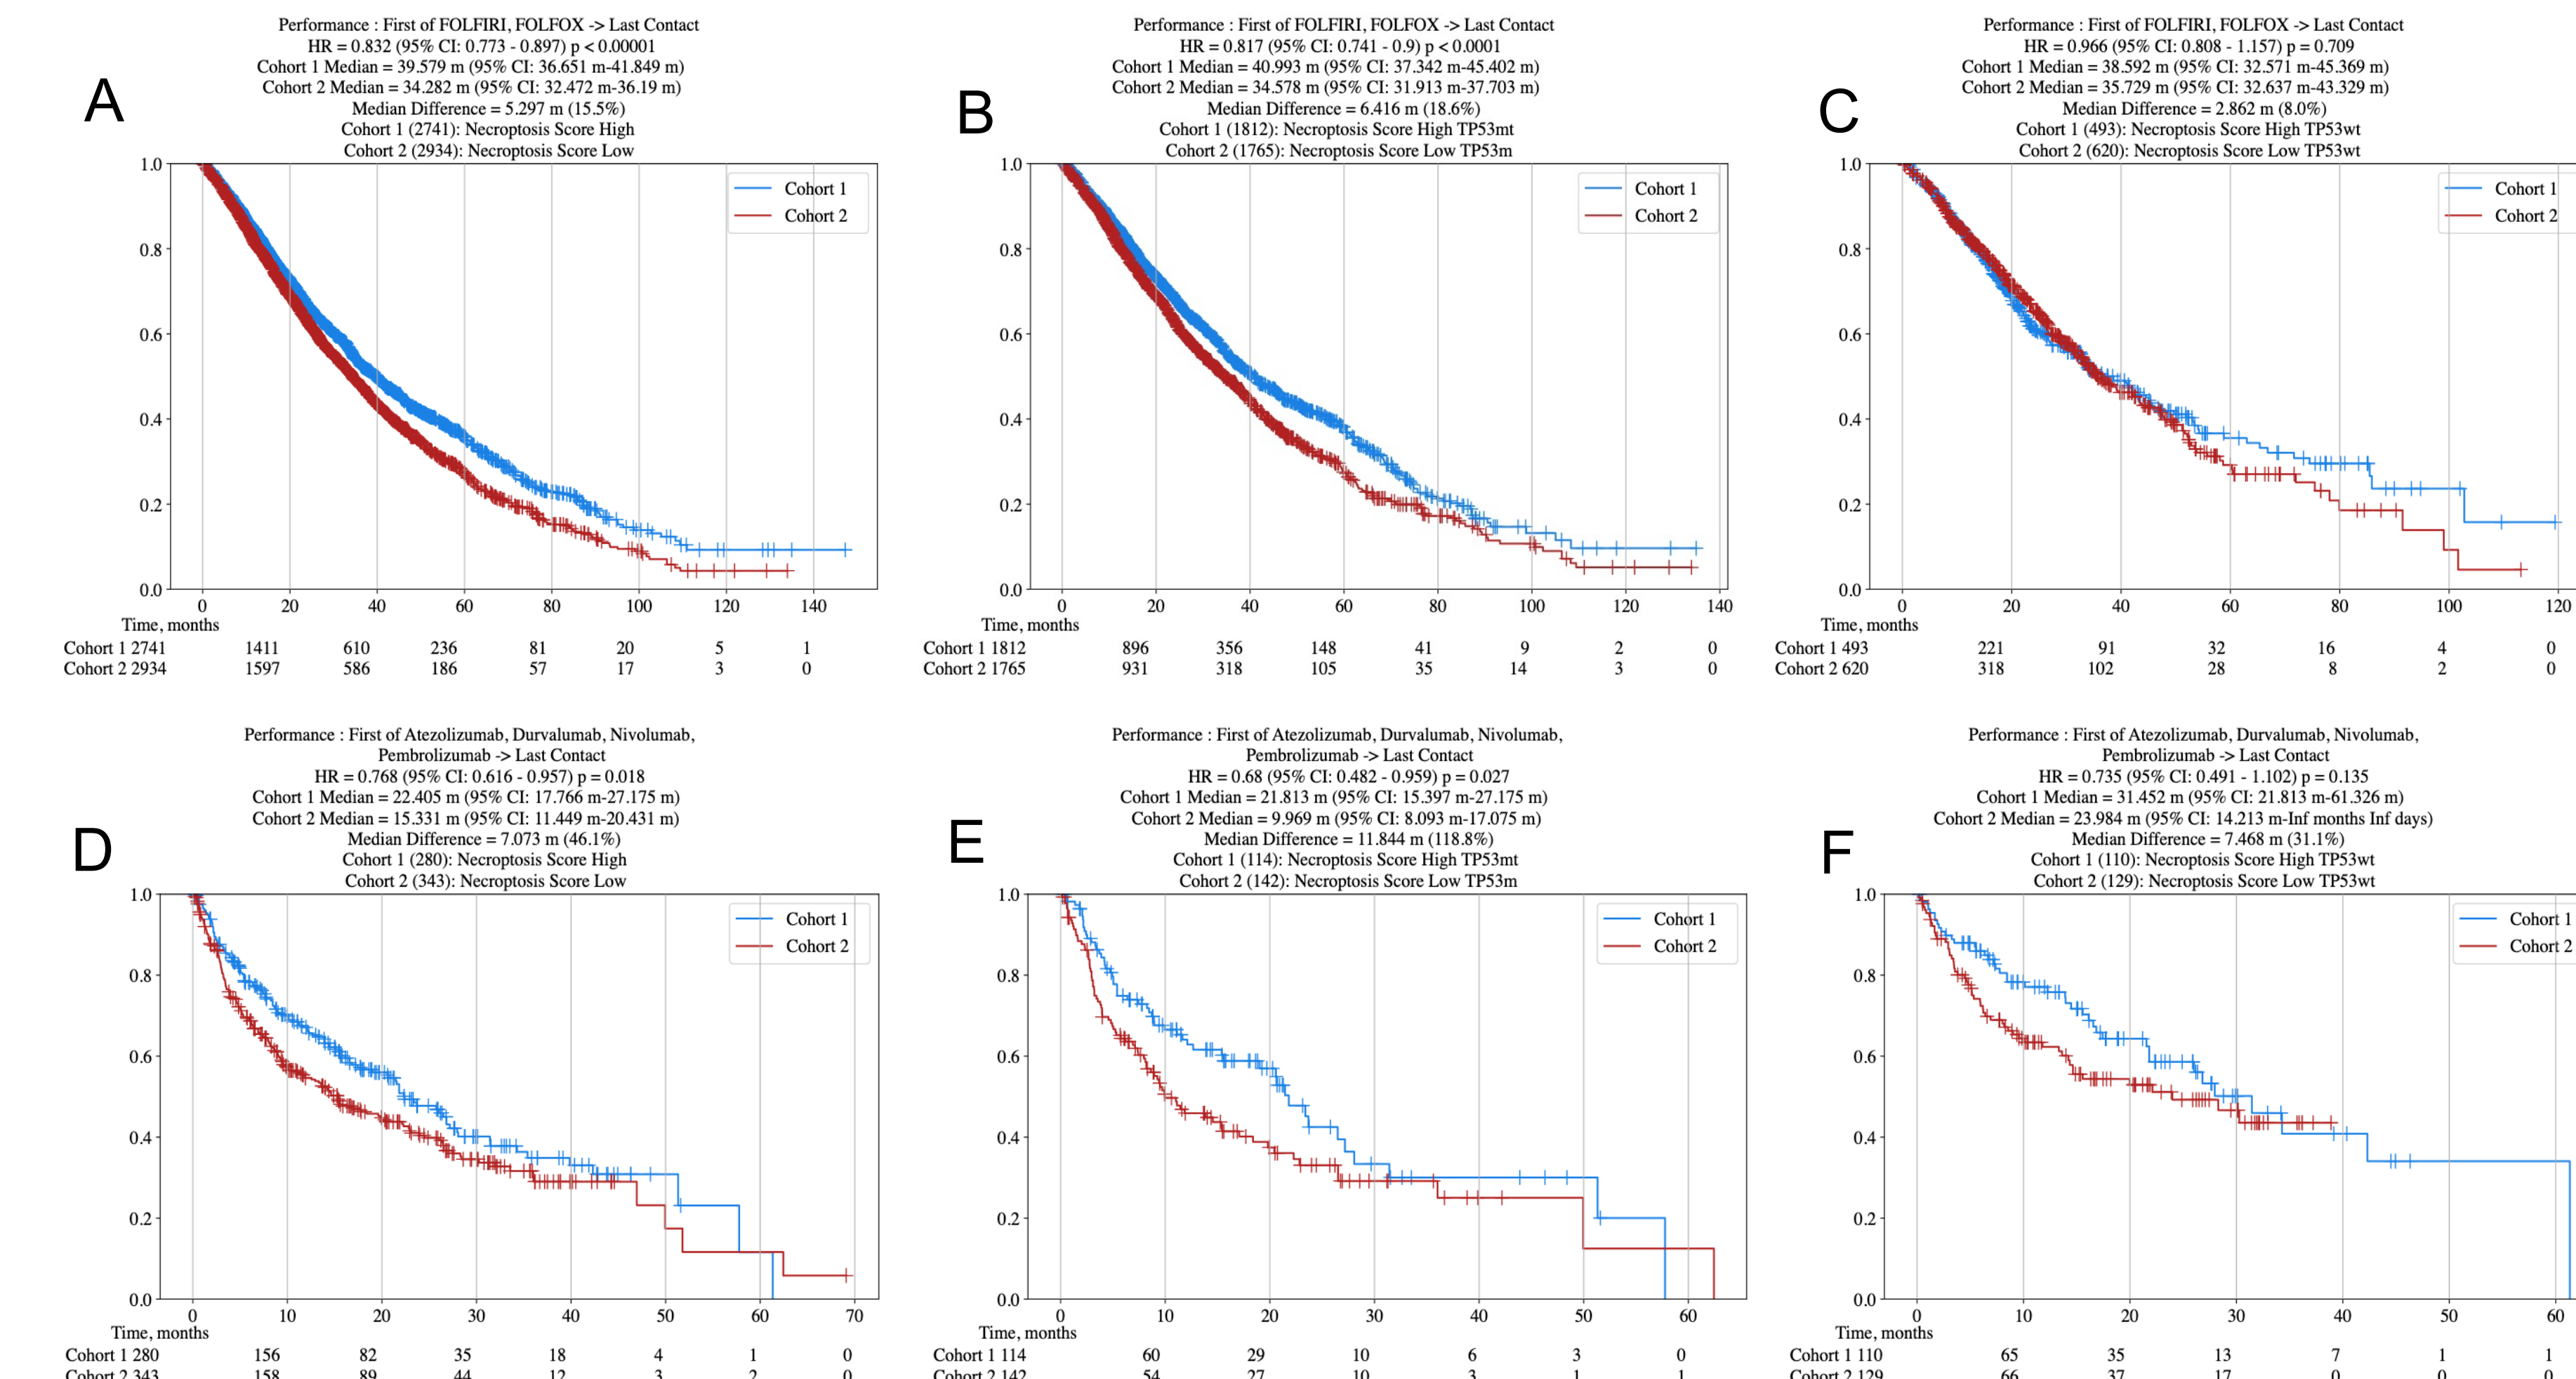 A
Performance : First of FOLFIRI, FOLFOX -> Last Contact
HR = 0.832 (95% CI: 0.773 - 0.897) p < 0.00001
Cohort 1 Median = 39.579 m (95% CI: 36.651 m-41.849 m)
Cohort 2 Median = 34.282 m (95% CI: 32.472 m-36.19 m)
Median Difference = 5.297 m (15.5%)
Cohort 1 (2741): Necroptosis Score High
Cohort 2 (2934): Necroptosis Score Low
Cohort 1
Cohort 2
1.0
0.8
0.6
0.4
0.2
0.0
0 20 40 60 80 100 120 140
Time, months
Cohort 1 2741 1411 610 236 81 20 5 1
Cohort 2 2934 1597 586 186 57 17 3 0
B
Performance : First of FOLFIRI, FOLFOX -> Last Contact
HR = 0.817 (95% CI: 0.741 - 0.9) p < 0.0001
Cohort 1 Median = 40.993 m (95% CI: 37.342 m-45.402 m)
Cohort 2 Median = 34.578 m (95% CI: 31.913 m-37.703 m)
Median Difference = 6.416 m (18.6%)
Cohort 1 (1812): Necroptosis Score High TP53mt
Cohort 2 (1765): Necroptosis Score Low TP53m
Cohort 1
Cohort 2
1.0
0.8
0.6
0.4
0.2
0.0
0 20 40 60 80 100 120 140
Time, months
Cohort 1 1812 896 356 148 41 9 2 0
Cohort 2 1765 931 318 105 35 14 3 0
C
Performance : First of FOLFIRI, FOLFOX -> Last Contact
HR = 0.966 (95% CI: 0.808 - 1.157) p = 0.709
Cohort 1 Median = 38.592 m (95% CI: 32.571 m-45.369 m)
Cohort 2 Median = 35.729 m (95% CI: 32.637 m-43.329 m)
Median Difference = 2.862 m (8.0%)
Cohort 1 (493): Necroptosis Score High TP53wt
Cohort 2 (620): Necroptosis Score Low TP53wt
Cohort 1
Cohort 2
1.0
0.8
0.6
0.4
0.2
0.0
0 20 40 60 80 100 120
Time, months
Cohort 1 493 221 91 32 16 4 0
Cohort 2 620 318 102 28 8 2 0
D
Performance : First of Atezolizumab, Durvalumab, Nivolumab,
Pembrolizumab -> Last Contact
HR = 0.768 (95% CI: 0.616 - 0.957) p = 0.018
Cohort 1 Median = 22.405 m (95% CI: 17.766 m-27.175 m)
Cohort 2 Median = 15.331 m (95% CI: 11.449 m-20.431 m)
Median Difference = 7.073 m (46.1%)
Cohort 1 (280): Necroptosis Score High
Cohort 2 (343): Necroptosis Score Low
Cohort 1
Cohort 2
1.0
0.8
0.6
0.4
0.2
0.0
0 10 20 30 40 50 60 70
Time, months
Cohort 1 280 156 82 35 18 4 1 0
Cohort 2 343 158 89 44 12 3 2 0
E
Performance : First of Atezolizumab, Durvalumab, Nivolumab,
Pembrolizumab -> Last Contact
HR = 0.68 (95% CI: 0.482 - 0.959) p = 0.027
Cohort 1 Median = 21.813 m (95% CI: 15.397 m-27.175 m)
Cohort 2 Median = 9.969 m (95% CI: 8.093 m-17.075 m)
Median Difference = 11.844 m (118.8%)
Cohort 1 (114): Necroptosis Score High TP53mt
Cohort 2 (142): Necroptosis Score Low TP53m
Cohort 1
Cohort 2
1.0
0.8
0.6
0.4
0.2
0.0
0 10 20 30 40 50 60
Time, months
Cohort 1 114 60 29 10 6 3 0
Cohort 2 142 54 27 10 3 1 1
F
Performance : First of Atezolizumab, Durvalumab, Nivolumab,
Pembrolizumab -> Last Contact
HR = 0.735 (95% CI: 0.491 - 1.102) p = 0.135
Cohort 1 Median = 31.452 m (95% CI: 21.813 m-61.326 m)
Cohort 2 Median = 23.984 m (95% CI: 14.213 m-Inf months Inf days)
Median Difference = 7.468 m (31.1%)
Cohort 1 (110): Necroptosis Score High TP53wt
Cohort 2 (129): Necroptosis Score Low TP53wt
Cohort 1
Cohort 2
1.0
0.8
0.6
0.4
0.2
0.0
0 10 20 30 40 50 60
Time, months
Cohort 1 110 65 35 13 7 1 1
Cohort 2 129 66 37 17 0 0 0